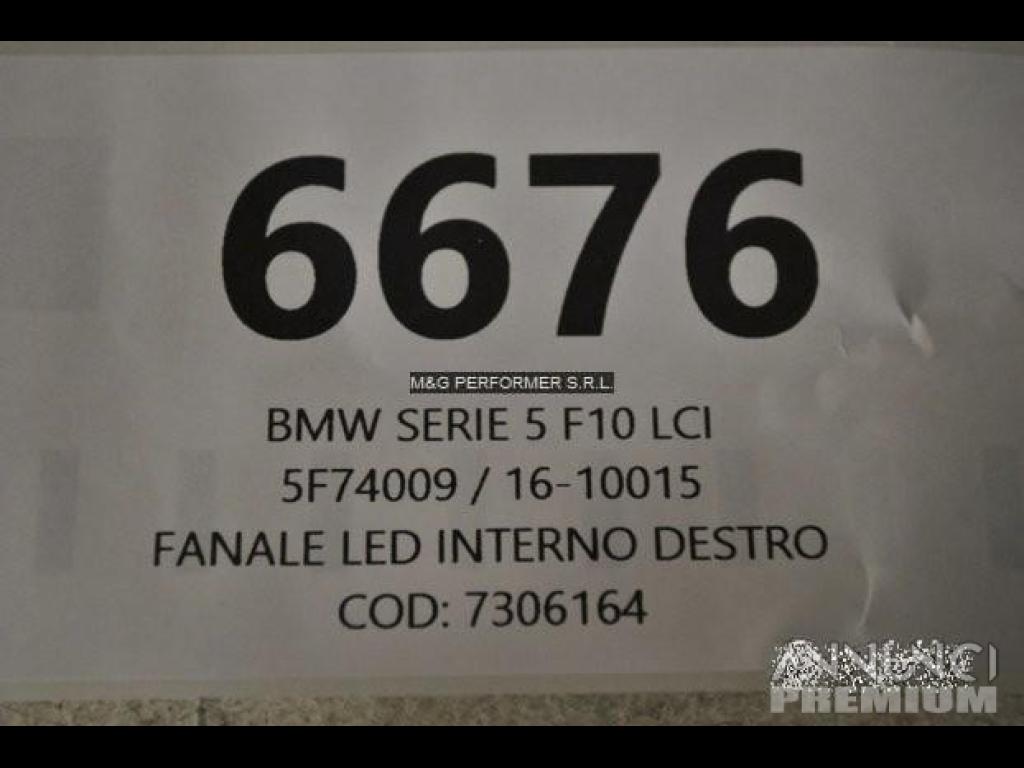 6676
M&G PERFORMER S.R.L.
BMW SERIE 5 F10 LCI
5F74009 / 16-10015
FANALE LED INTERNO DESTRO
COD: 7306164
ANNUNCI
PREMIUM